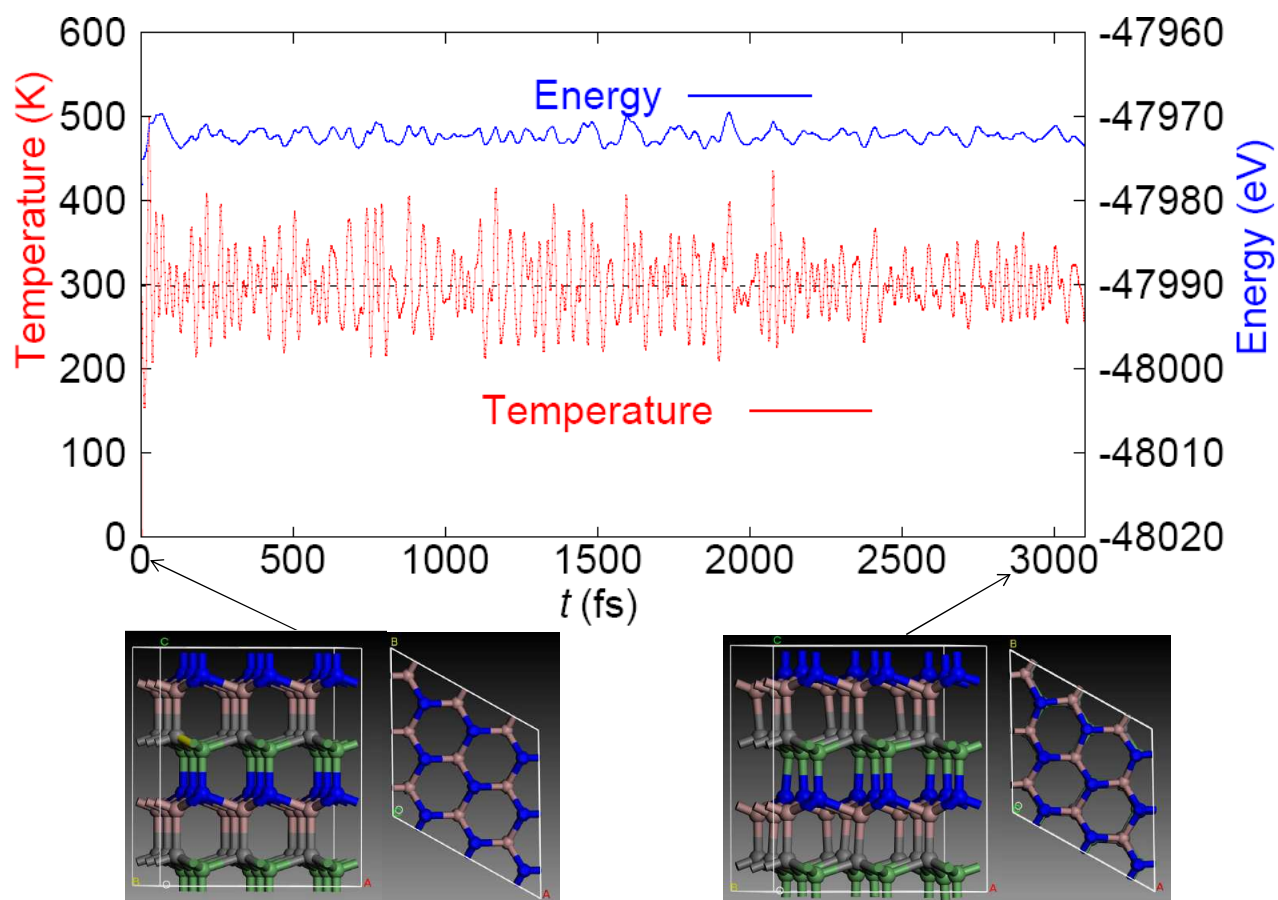 600
500
400
300
200
100
0
Temperature (K)
-47960
-47970
-47980
-47990
-48000
-48010
-48020
Energy (eV)
Energy
Temperature
0 500 1000 1500 2000 2500 3000
t (fs)
C
B O A
B
O
A
C
B O A
B
O
A